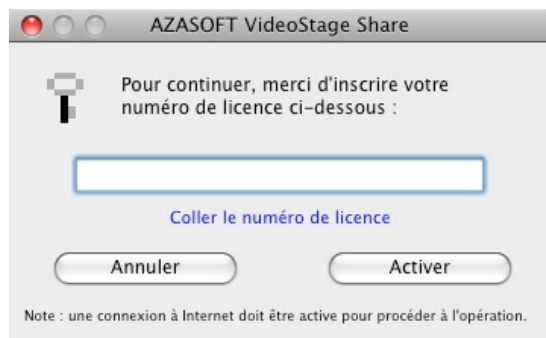 AZASOFT VideoStage Share
Pour continuer, merci d'inscrire votre
numéro de licence ci-dessous :
Coller le numéro de licence
Annuler
Activer
Note : une connexion à Internet doit être active pour procéder à l'opération.